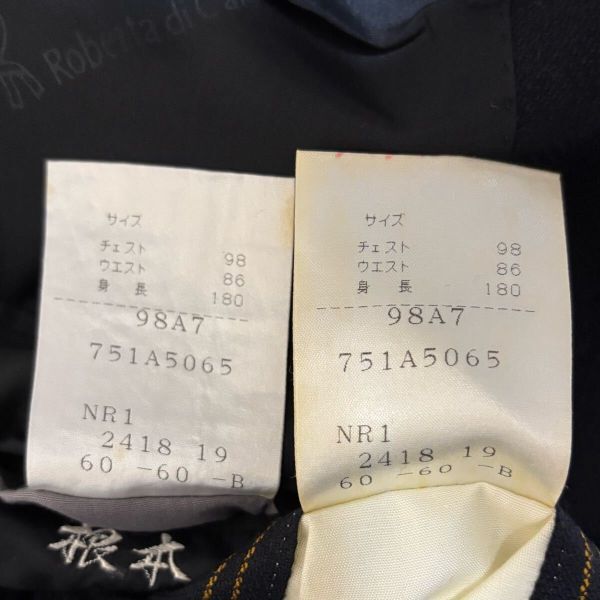 Roberta di Ca
サイズ
チェスト 98
ウエスト 86
身長 180
98A7
751A5065
NR1
2418 19
60 -60 -B
サイズ
チェスト 98
ウエスト 86
身長 180
98A7
751A5065
NR1
2418 19
60 -60 -B
根本